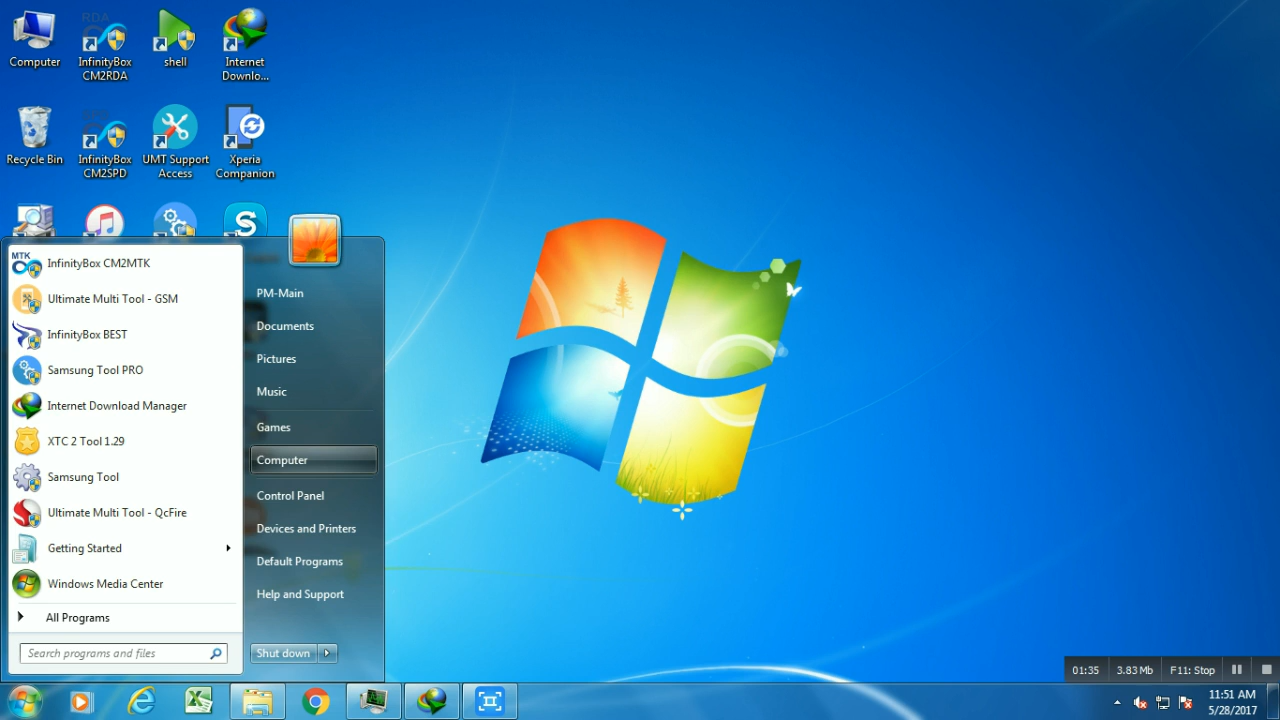 Computer
RDA
InfinityBox
CM2RDA
shell
Internet
Downlo...
Recycle Bin
InfinityBox
CM2SPD
UMT Support
Access
Xperia
Companion
MTK
InfinityBox CM2MTK
Ultimate Multi Tool - GSM
InfinityBox BEST
Samsung Tool PRO
Internet Download Manager
XTC 2 Tool 1.29
Samsung Tool
Ultimate Multi Tool - QcFire
Getting Started
Windows Media Center
All Programs
Search programs and files
PM-Main
Documents
Pictures
Music
Games
Computer
Control Panel
Devices and Printers
Default Programs
Help and Support
Shut down
01:35
3.83 Mb
F11: Stop
11:51 AM
5/28/2017